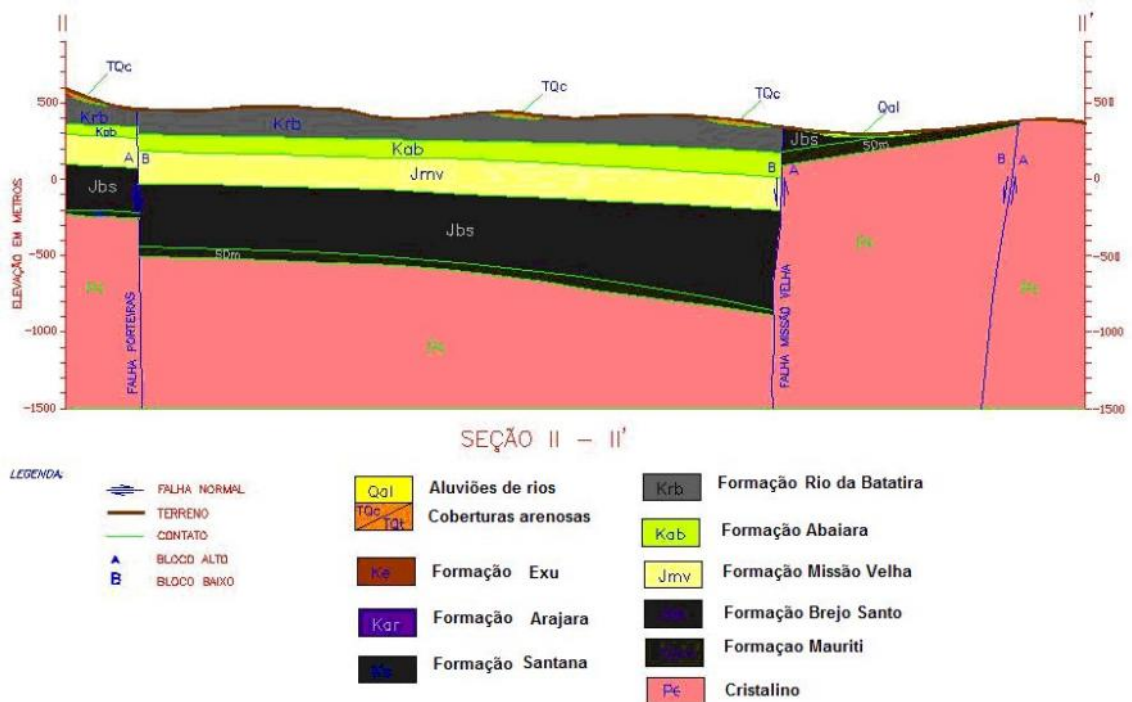 II
II'
TQc
TQc
TQc
Qal
500
0
-500
-1000
-1500
ELEVAÇÃO EM METROS
500
0
-500
-1000
-1500
Krb
Kab
Krb
Kab
Jmv
Jbs
Jbs
50m
Jbs
50m
A
B
B
A
B
A
FALHA PORTEIRAS
FALHA MISSÃO VELHA
SEÇÃO II - II'
LEGENDA:
FALHA NORMAL
TERRENO
CONTATO
A BLOCO ALTO
B BLOCO BAIXO
Qal Aluviões de rios
TQc TQt Coberturas arenosas
Ke Formação Exu
Kar Formação Arajara
Formação Santana
Krb Formação Rio da Batatira
Kab Formação Abaiara
Jmv Formação Missão Velha
Formação Brejo Santo
Formaçao Mauriti
Pє Cristalino